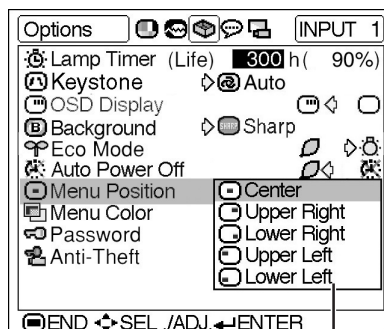 Options INPUT 1
Lamp Timer (Life) 300 h( 90%)
Keystone Auto
OSD Display
Background Sharp
Eco Mode
Auto Power Off
Menu Position
Center
Menu Color
Upper Right
Password
Lower Right
Anti-Theft
Upper Left
Lower Left
END SEL./ADJ. ENTER